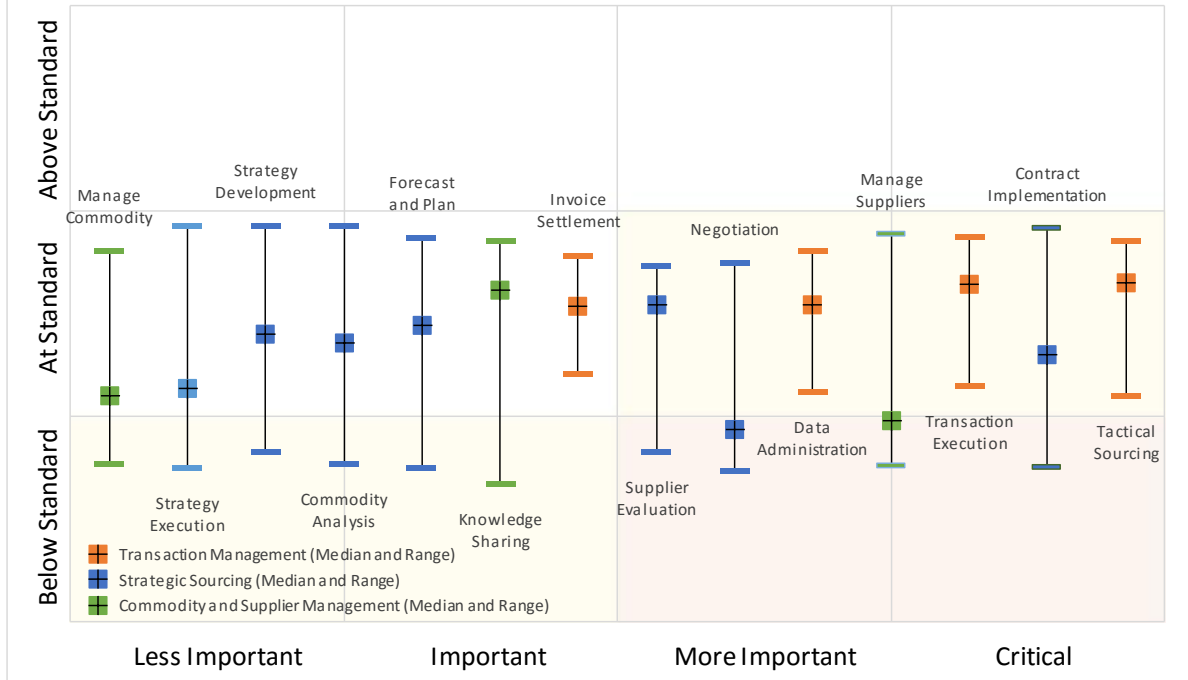 Above Standard
At Standard
Below Standard
Manage
Commodity
Strategy
Execution
Strategy
Development
Commodity
Analysis
Forecast
and Plan
Knowledge
Sharing
Invoice
Settlement
Supplier
Evaluation
Negotiation
Data
Administration
Manage
Suppliers
Transaction
Execution
Contract
Implementation
Tactical
Sourcing
Transaction Management (Median and Range)
Strategic Sourcing (Median and Range)
Commodity and Supplier Management (Median and Range)
Less Important
Important
More Important
Critical